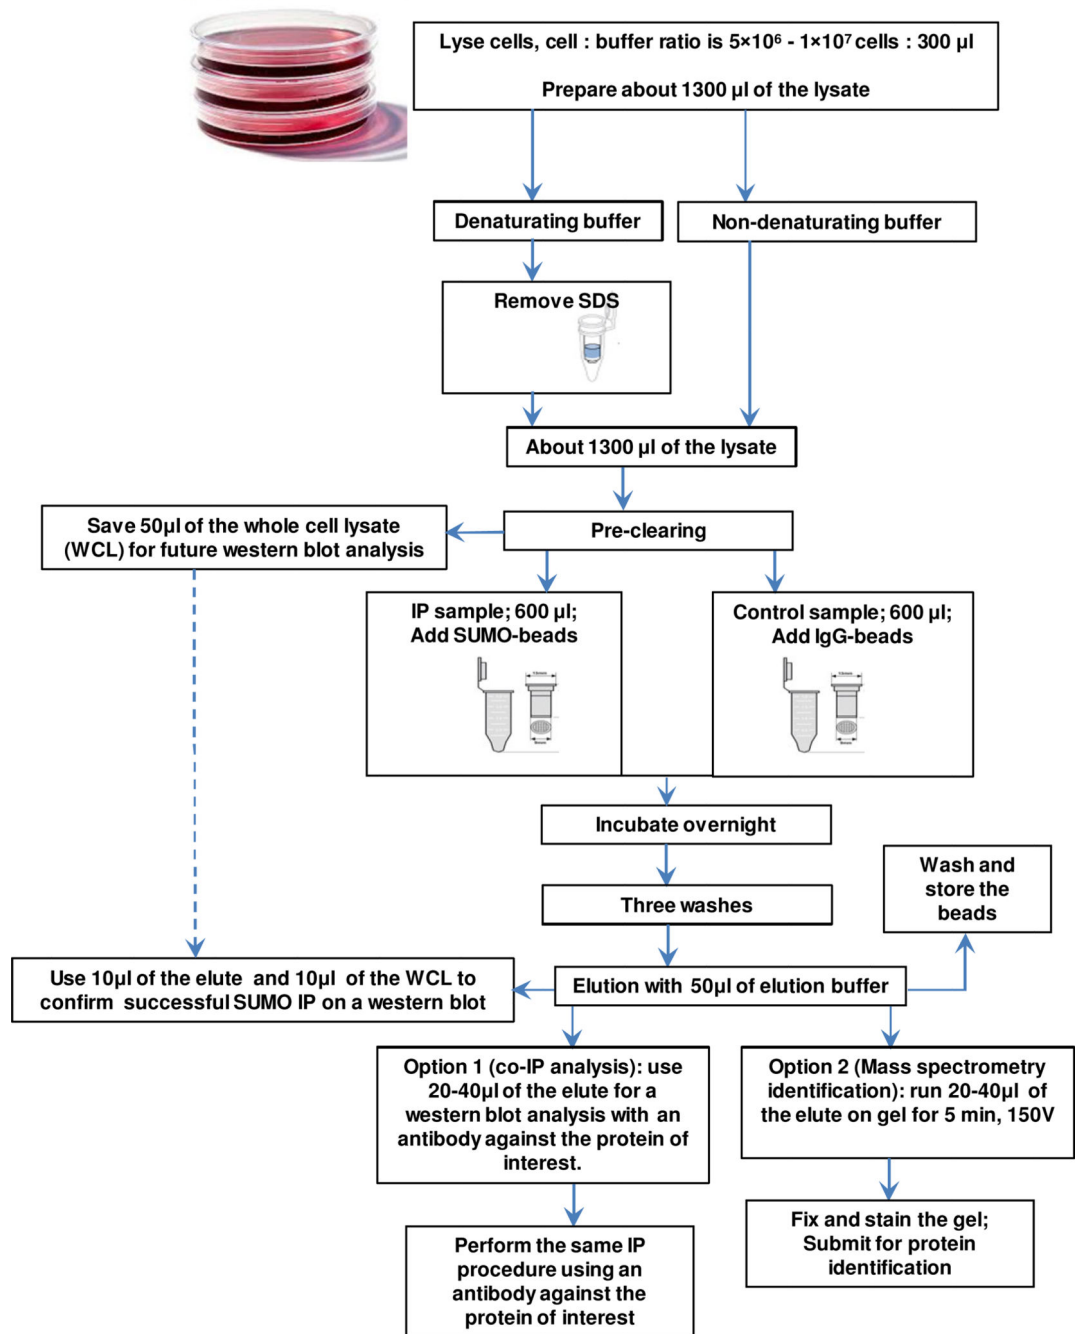 Lyse cells, cell : buffer ratio is 5×10⁶ - 1×10⁷ cells : 300 µl
Prepare about 1300 µl of the lysate
Denaturating buffer
Non-denaturating buffer
Remove SDS
About 1300 µl of the lysate
Save 50µl of the whole cell lysate
(WCL) for future western blot analysis
Pre-clearing
IP sample; 600 µl;
Add SUMO-beads
Control sample; 600 µl;
Add IgG-beads
Incubate overnight
Three washes
Wash and
store the
beads
Use 10µl of the elute and 10µl of the WCL to
confirm successful SUMO IP on a western blot
Elution with 50µl of elution buffer
Option 1 (co-IP analysis): use
20-40µl of the elute for a
western blot analysis with an
antibody against the protein of
interest.
Option 2 (Mass spectrometry
identification): run 20-40µl of
the elute on gel for 5 min, 150V
Perform the same IP
procedure using an
antibody against the
protein of interest
Fix and stain the gel;
Submit for protein
identification